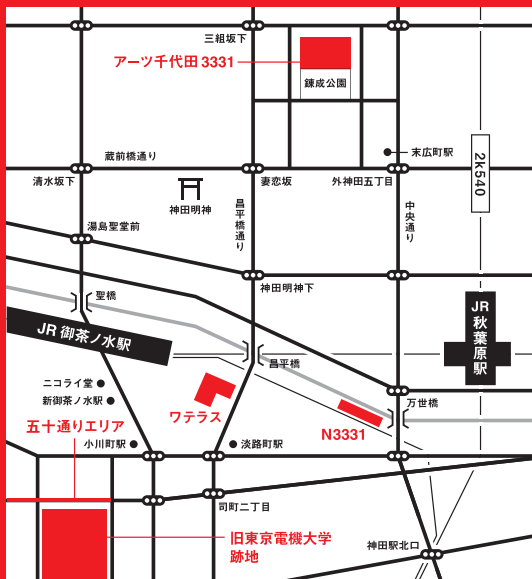 三組坂下
アーツ千代田 3331
錬成公園
末広町駅
蔵前橋通り
2k540
清水坂下
妻恋坂
外神田五丁目
神田明神
昌平橋通り
中央通り
湯島聖堂前
神田明神下
聖橋
JR 秋葉原駅
JR 御茶ノ水駅
昌平橋
ニコライ堂
新御茶ノ水駅
万世橋
ワテラス
五十通りエリア
N3331
小川町駅
淡路町駅
司町二丁目
旧東京電機大学
跡地
神田駅北口